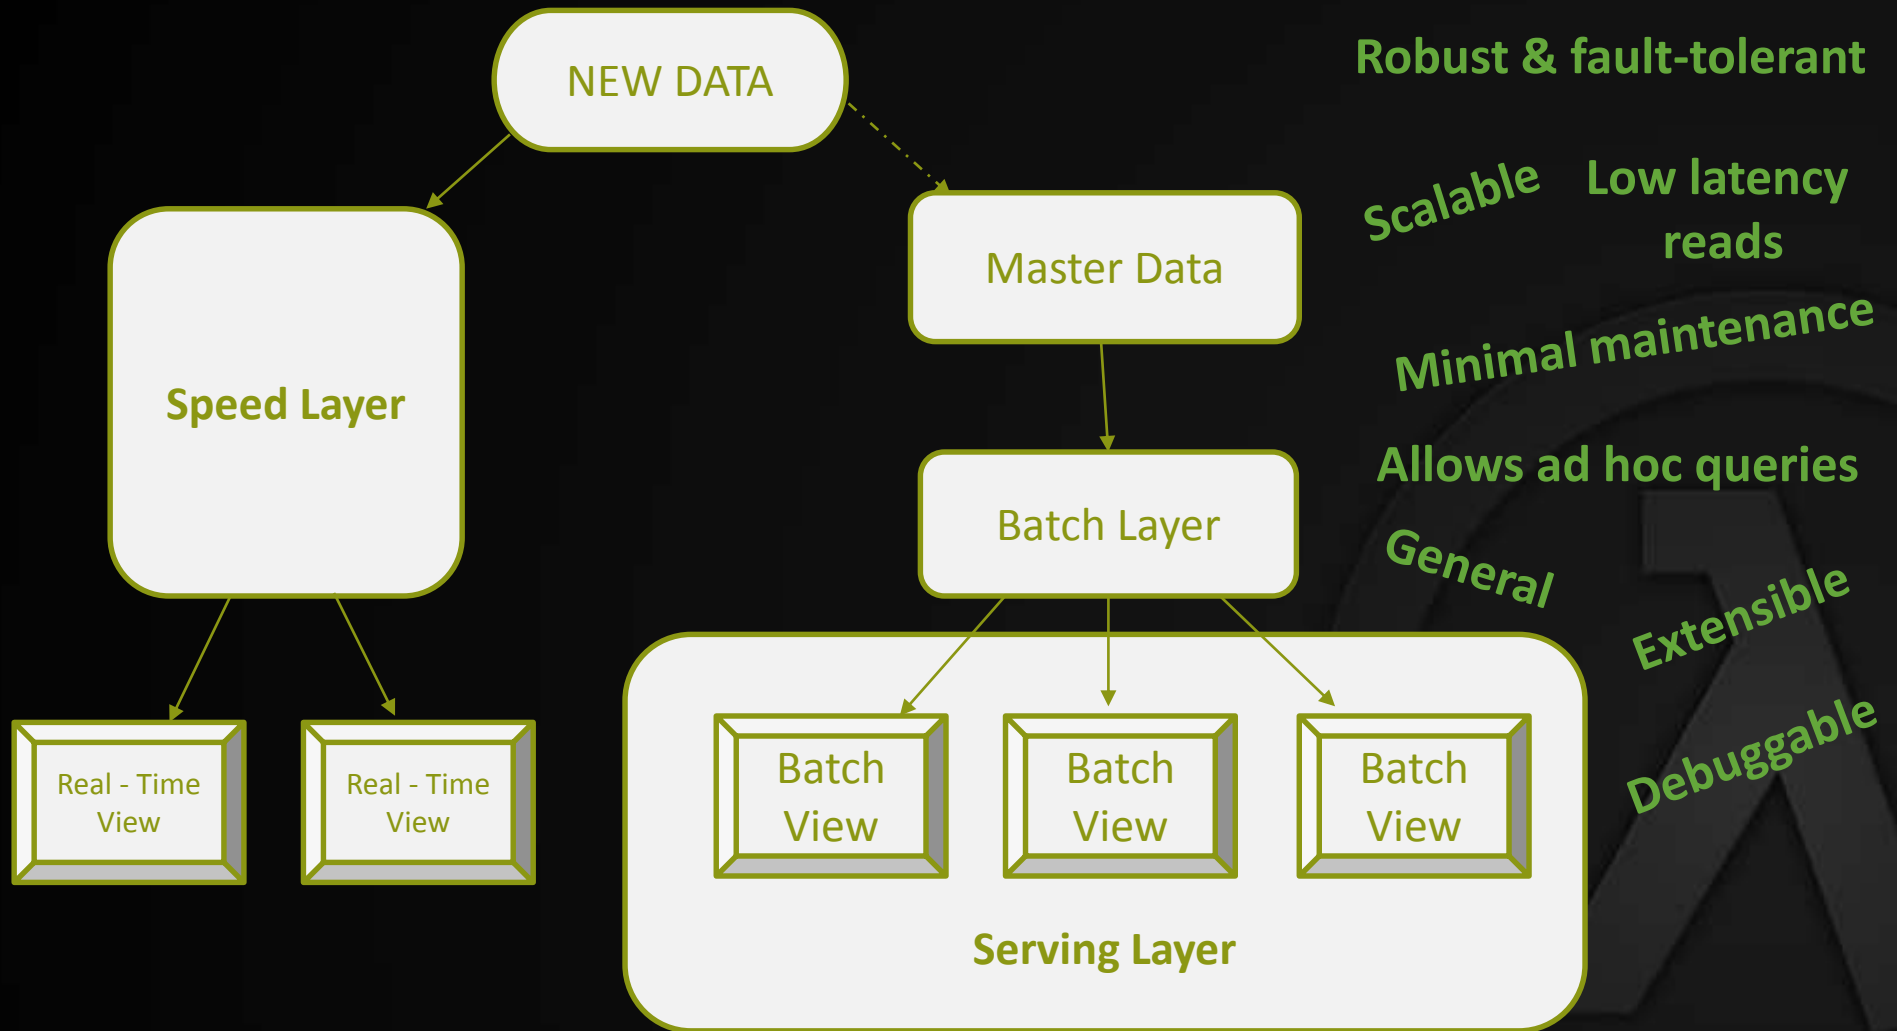 NEW DATA
Robust & fault-tolerant
Scalable
Low latency
reads
Master Data
Minimal maintenance
Speed Layer
Allows ad hoc queries
Batch Layer
General
Extensible
Debuggable
Real - Time
View
Real - Time
View
Batch
View
Batch
View
Batch
View
Serving Layer